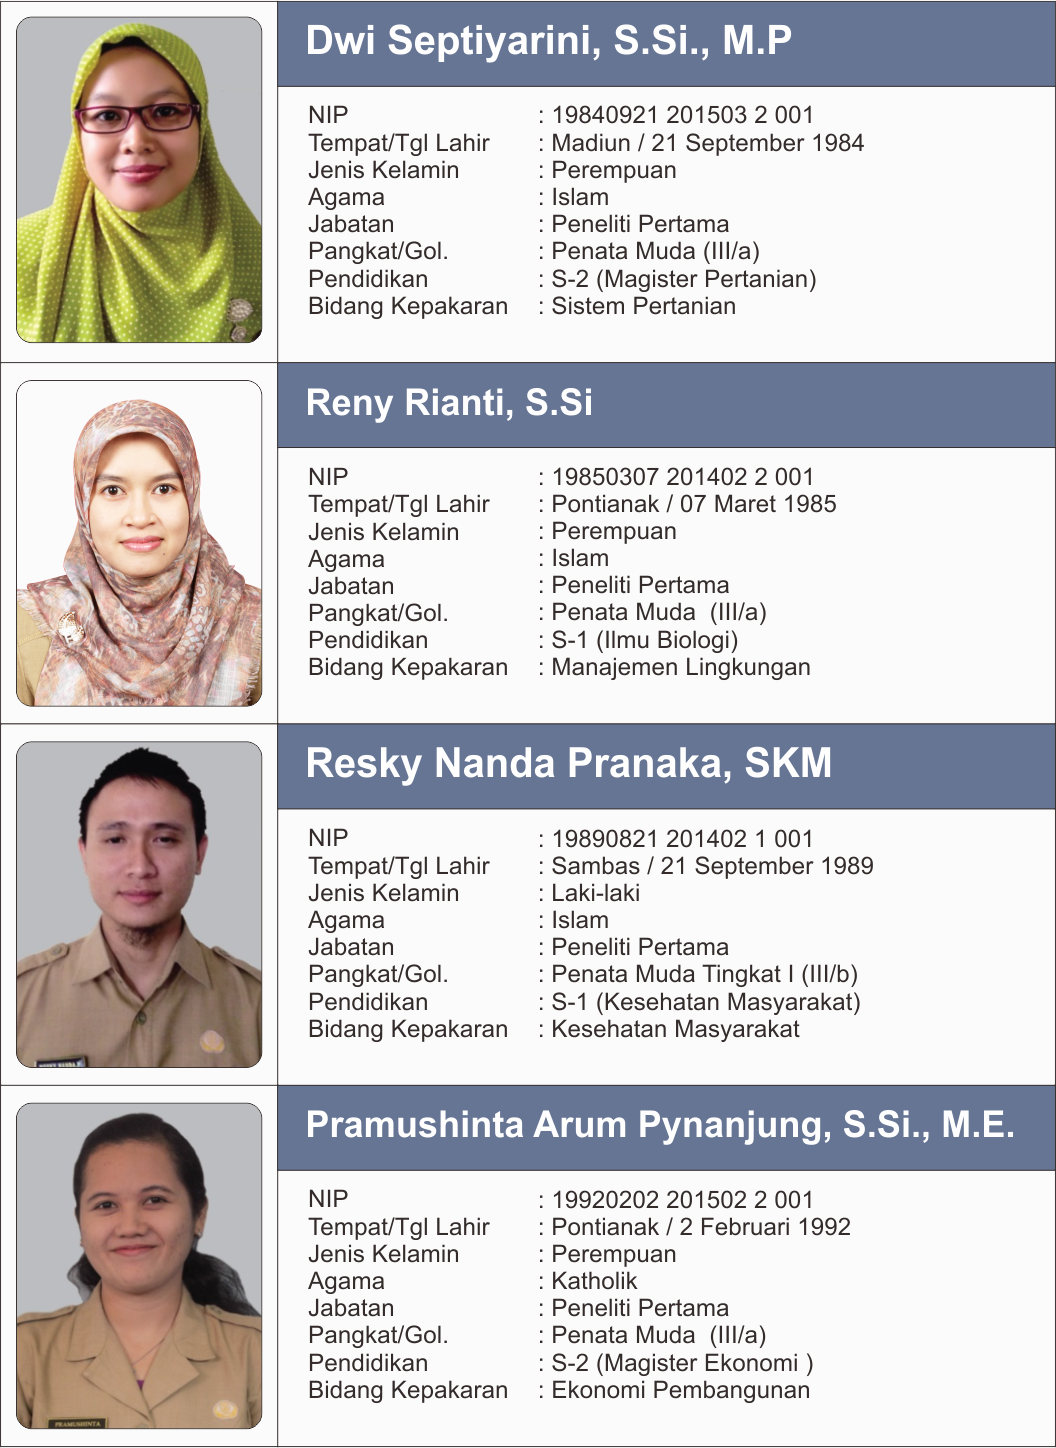 Dwi Septiyarini, S.Si., M.P
NIP : 19840921 201503 2 001
Tempat/Tgl Lahir : Madiun / 21 September 1984
Jenis Kelamin : Perempuan
Agama : Islam
Jabatan : Peneliti Pertama
Pangkat/Gol. : Penata Muda (III/a)
Pendidikan : S-2 (Magister Pertanian)
Bidang Kepakaran : Sistem Pertanian
Reny Rianti, S.Si
NIP : 19850307 201402 2 001
Tempat/Tgl Lahir : Pontianak / 07 Maret 1985
Jenis Kelamin : Perempuan
Agama : Islam
Jabatan : Peneliti Pertama
Pangkat/Gol. : Penata Muda  (III/a)
Pendidikan : S-1 (Ilmu Biologi)
Bidang Kepakaran : Manajemen Lingkungan
Resky Nanda Pranaka, SKM
NIP : 19890821 201402 1 001
Tempat/Tgl Lahir : Sambas / 21 September 1989
Jenis Kelamin : Laki-laki
Agama : Islam
Jabatan : Peneliti Pertama
Pangkat/Gol. : Penata Muda Tingkat I (III/b)
Pendidikan : S-1 (Kesehatan Masyarakat)
Bidang Kepakaran : Kesehatan Masyarakat
Pramushinta Arum Pynanjung, S.Si., M.E.
NIP : 19920202 201502 2 001
Tempat/Tgl Lahir : Pontianak / 2 Februari 1992
Jenis Kelamin : Perempuan
Agama : Katholik
Jabatan : Peneliti Pertama
Pangkat/Gol. : Penata Muda  (III/a)
Pendidikan : S-2 (Magister Ekonomi )
Bidang Kepakaran : Ekonomi Pembangunan
PRAMUSHINTA